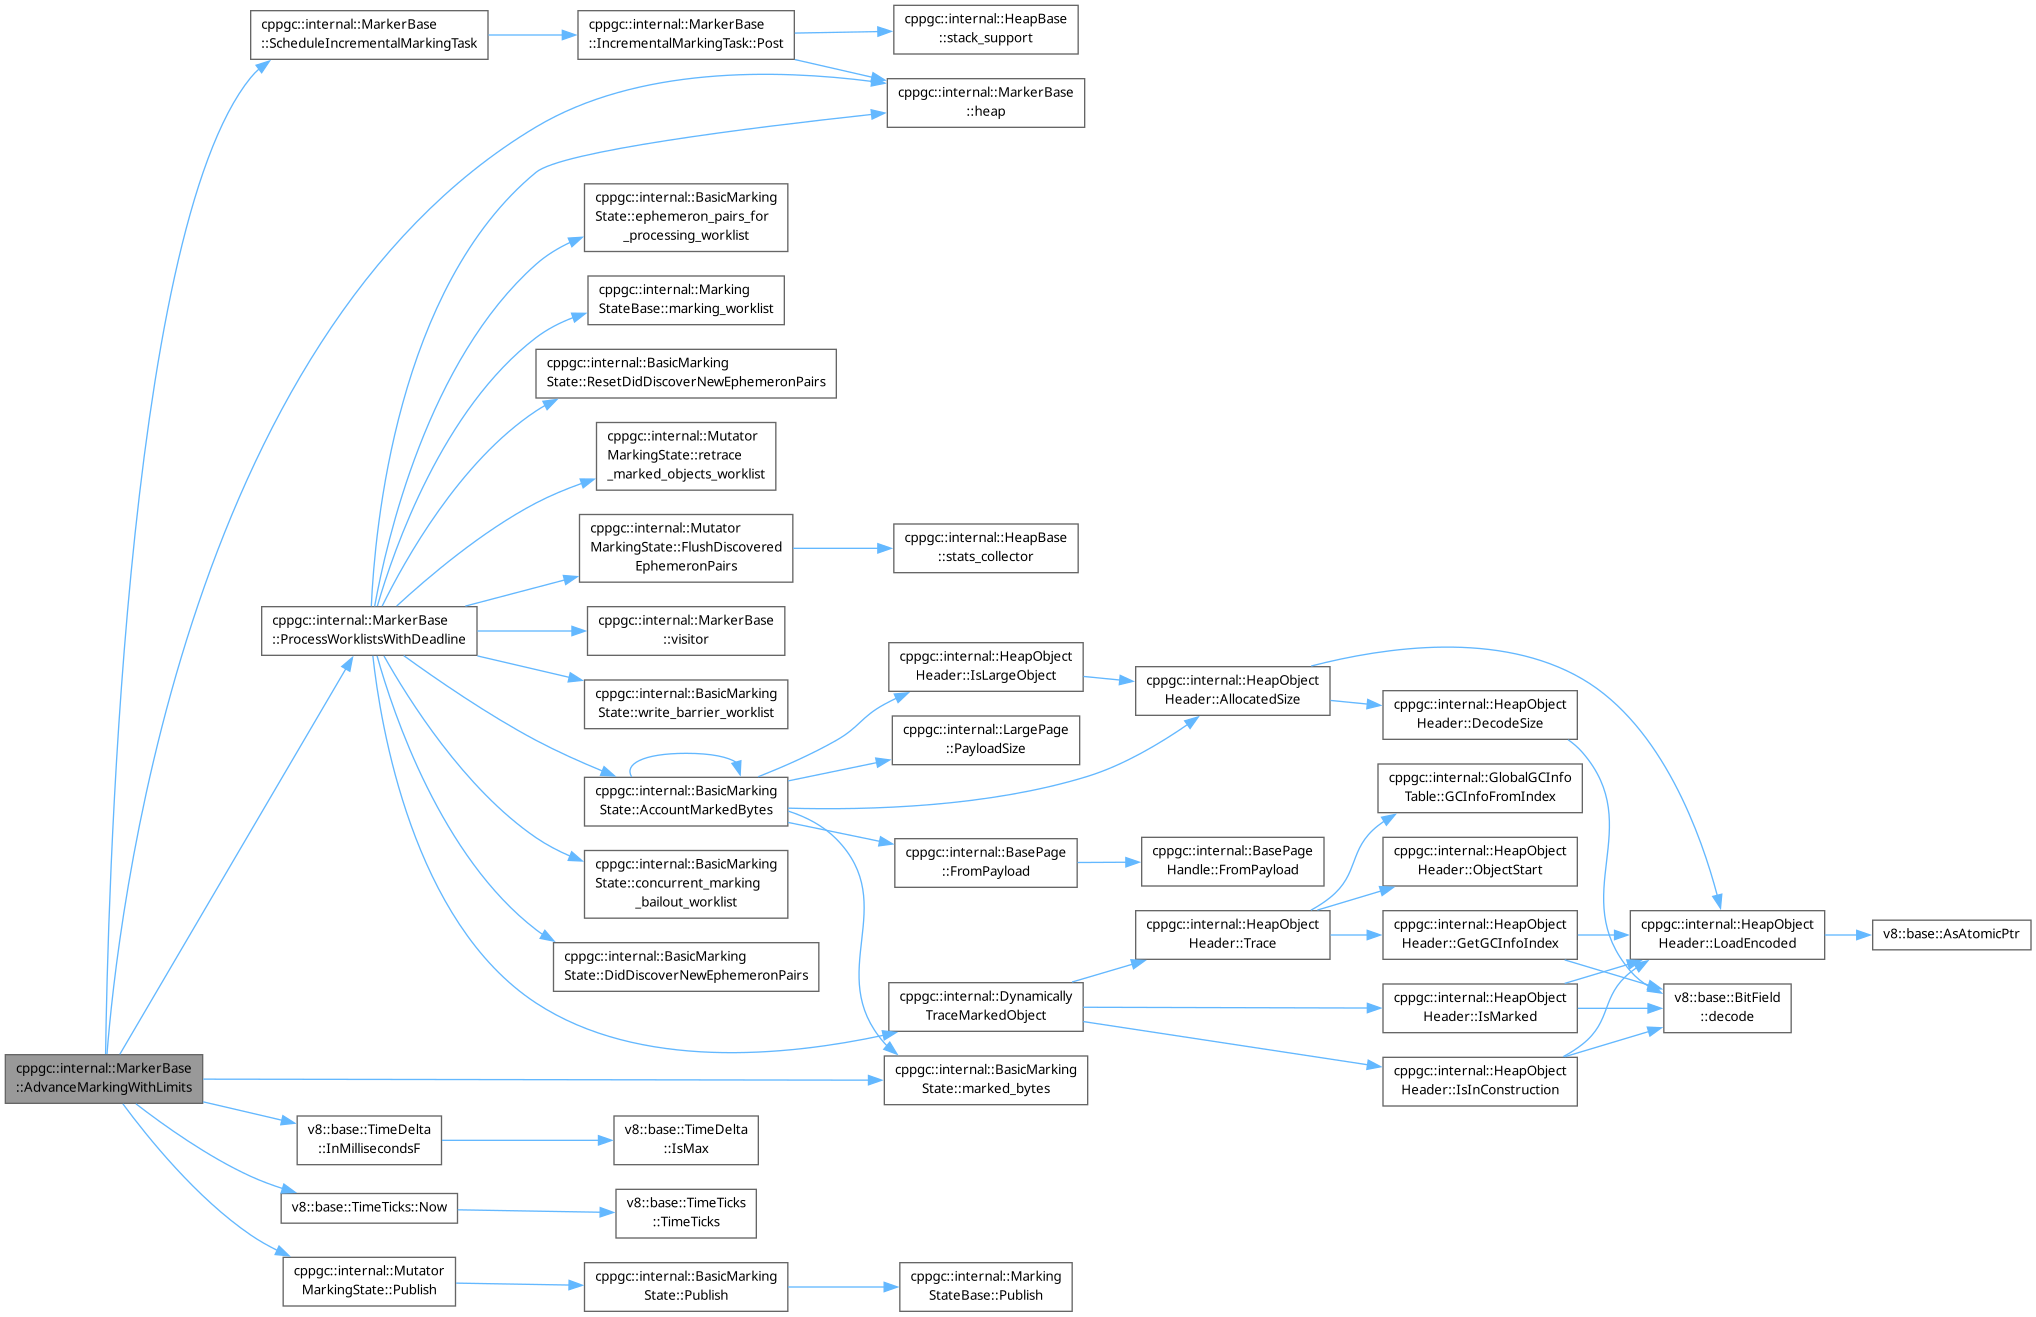 cppgc::internal::MarkerBase
::AdvanceMarkingWithLimits
cppgc::internal::MarkerBase
::ScheduleIncrementalMarkingTask
cppgc::internal::MarkerBase
::ProcessWorklistsWithDeadline
v8::base::TimeDelta
::InMillisecondsF
v8::base::TimeTicks::Now
cppgc::internal::Mutator
MarkingState::Publish
cppgc::internal::MarkerBase
::IncrementalMarkingTask::Post
cppgc::internal::BasicMarking
State::ephemeron_pairs_for
_processing_worklist
cppgc::internal::Marking
StateBase::marking_worklist
cppgc::internal::BasicMarking
State::ResetDidDiscoverNewEphemeronPairs
cppgc::internal::Mutator
MarkingState::retrace
_marked_objects_worklist
cppgc::internal::Mutator
MarkingState::FlushDiscovered
EphemeronPairs
cppgc::internal::MarkerBase
::visitor
cppgc::internal::BasicMarking
State::write_barrier_worklist
cppgc::internal::BasicMarking
State::AccountMarkedBytes
cppgc::internal::BasicMarking
State::concurrent_marking
_bailout_worklist
cppgc::internal::BasicMarking
State::DidDiscoverNewEphemeronPairs
v8::base::TimeDelta
::IsMax
v8::base::TimeTicks
::TimeTicks
cppgc::internal::BasicMarking
State::Publish
cppgc::internal::HeapBase
::stack_support
cppgc::internal::MarkerBase
::heap
cppgc::internal::HeapBase
::stats_collector
cppgc::internal::HeapObject
Header::IsLargeObject
cppgc::internal::LargePage
::PayloadSize
cppgc::internal::BasePage
::FromPayload
cppgc::internal::Dynamically
TraceMarkedObject
cppgc::internal::BasicMarking
State::marked_bytes
cppgc::internal::Marking
StateBase::Publish
cppgc::internal::HeapObject
Header::AllocatedSize
cppgc::internal::BasePage
Handle::FromPayload
cppgc::internal::HeapObject
Header::Trace
cppgc::internal::HeapObject
Header::DecodeSize
cppgc::internal::GlobalGCInfo
Table::GCInfoFromIndex
cppgc::internal::HeapObject
Header::ObjectStart
cppgc::internal::HeapObject
Header::GetGCInfoIndex
cppgc::internal::HeapObject
Header::IsMarked
cppgc::internal::HeapObject
Header::IsInConstruction
cppgc::internal::HeapObject
Header::LoadEncoded
v8::base::BitField
::decode
v8::base::AsAtomicPtr